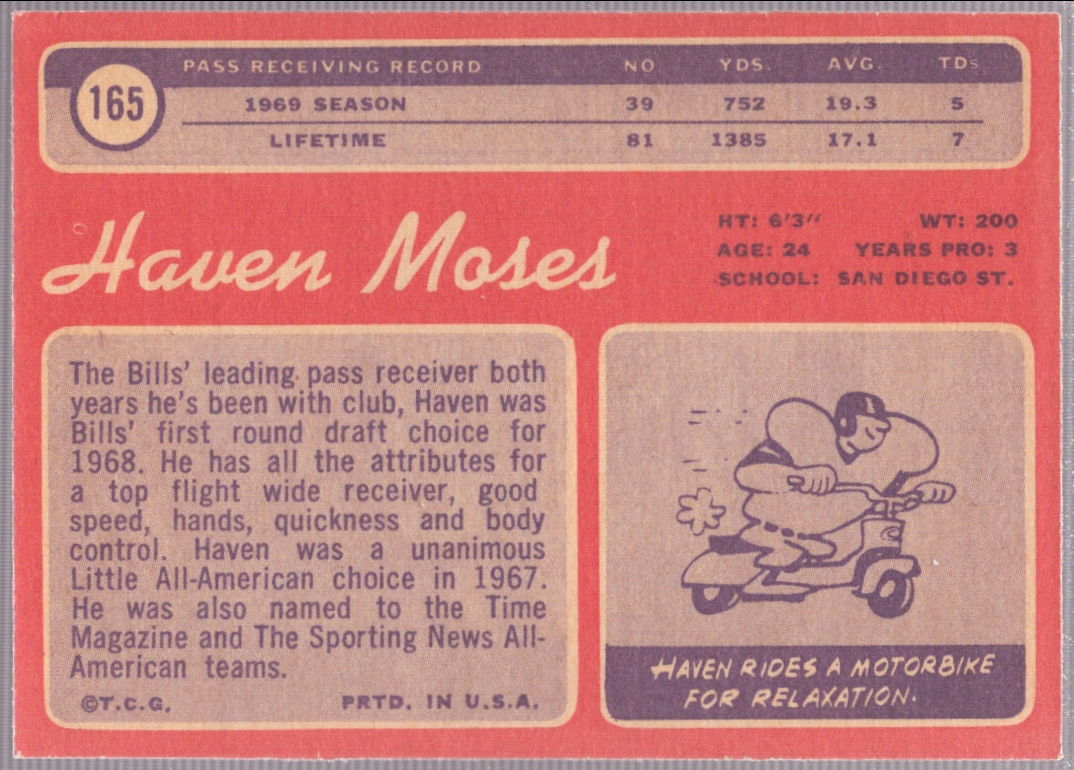 165
PASS RECEIVING RECORD NO YDS. AVG. TDs
1969 SEASON 39 752 19.3 5
LIFETIME 81 1385 17.1 7
Haven Moses
HT: 6'3" WT: 200
AGE: 24 YEARS PRO: 3
SCHOOL: SAN DIEGO ST.
The Bills' leading pass receiver both
years he's been with club, Haven was
Bills' first round draft choice for
1968. He has all the attributes for
a top flight wide receiver, good
speed, hands, quickness and body
control. Haven was a unanimous
Little All-American choice in 1967.
He was also named to the Time
Magazine and The Sporting News All-
American teams.
©T.C.G. PRTD. IN U.S.A.
HAVEN RIDES A MOTORBIKE
FOR RELAXATION.